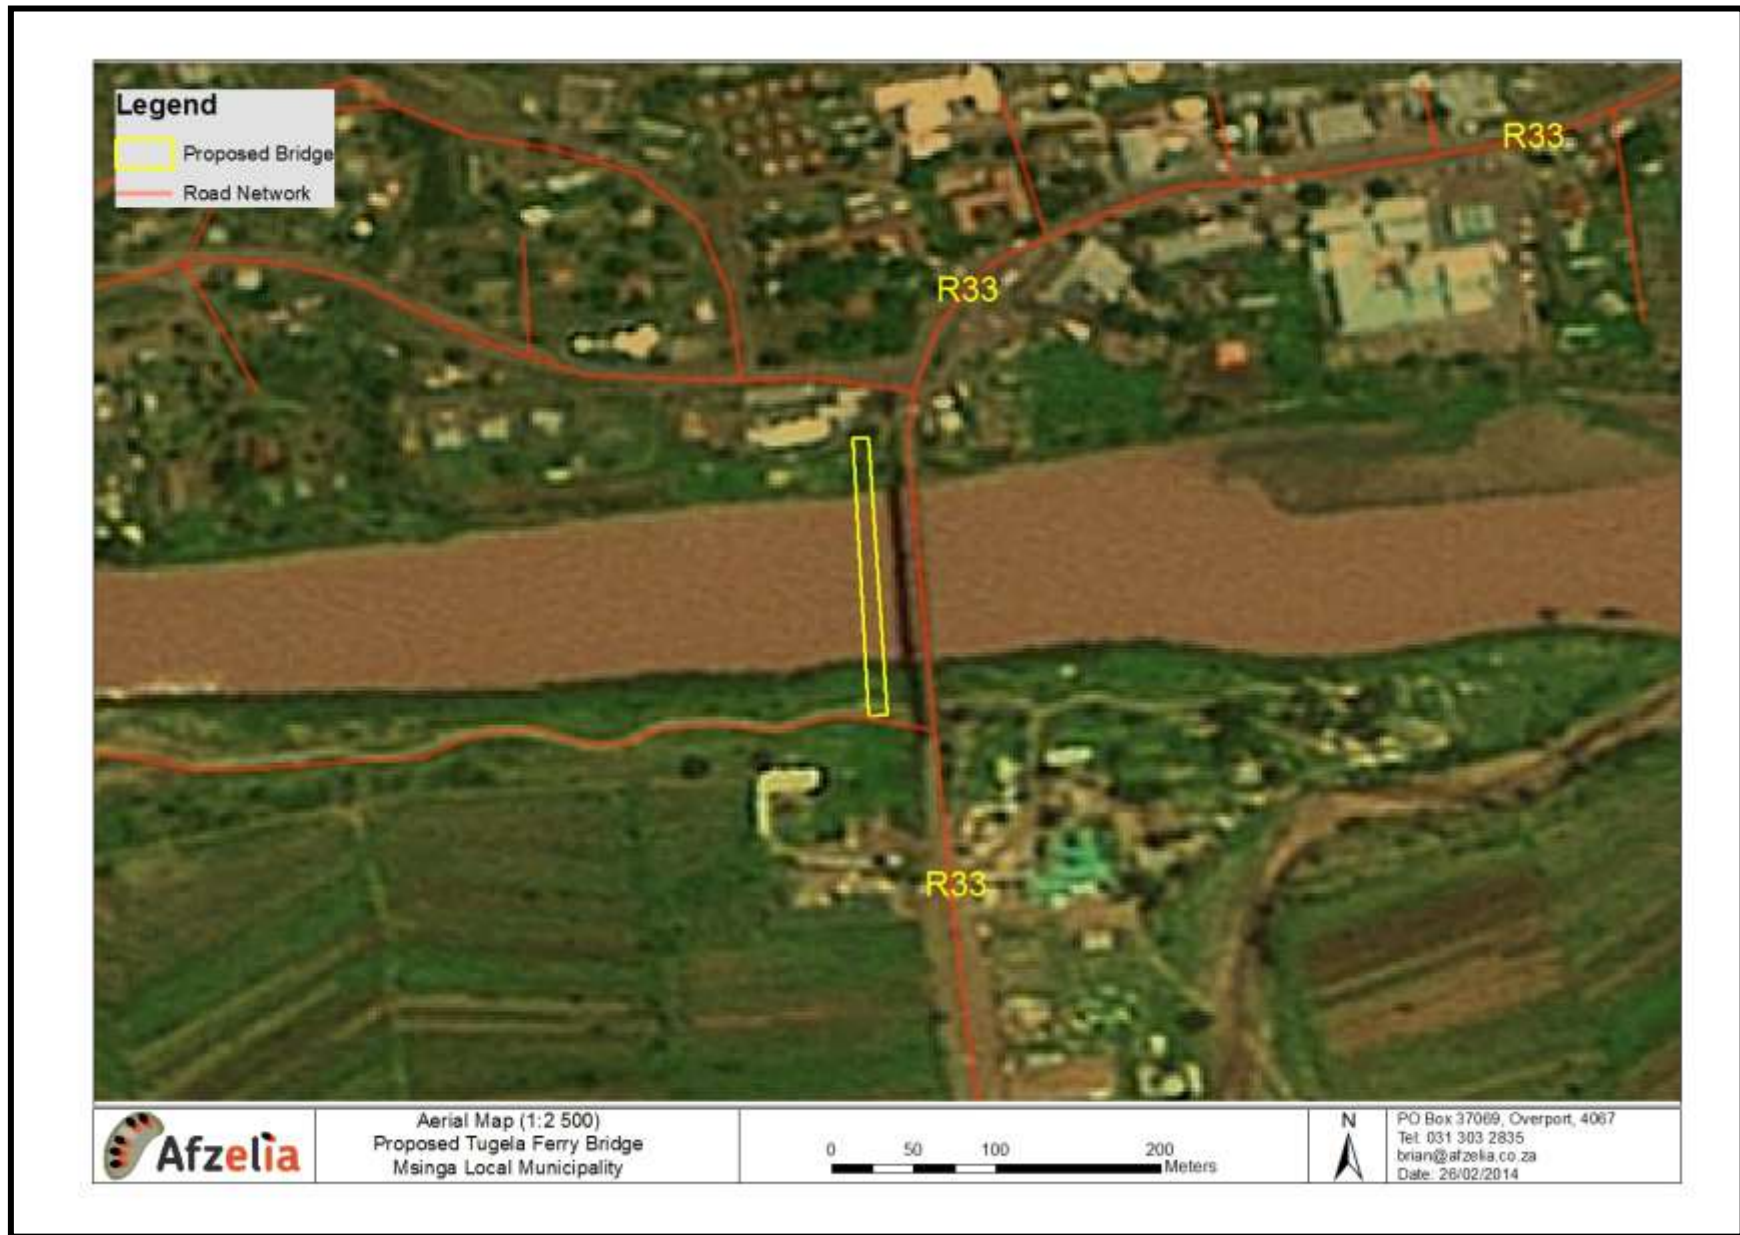 Legend
Proposed Bridge
Road Network
R33
R33
R33
Afzelia
Aerial Map (1:2 500)
Proposed Tugela Ferry Bridge
Msinga Local Municipality
0 50 100 200
Meters
N
PO Box 37069, Overport, 4067
Tel: 031 303 2835
brian@afzelia.co.za
Date: 26/02/2014